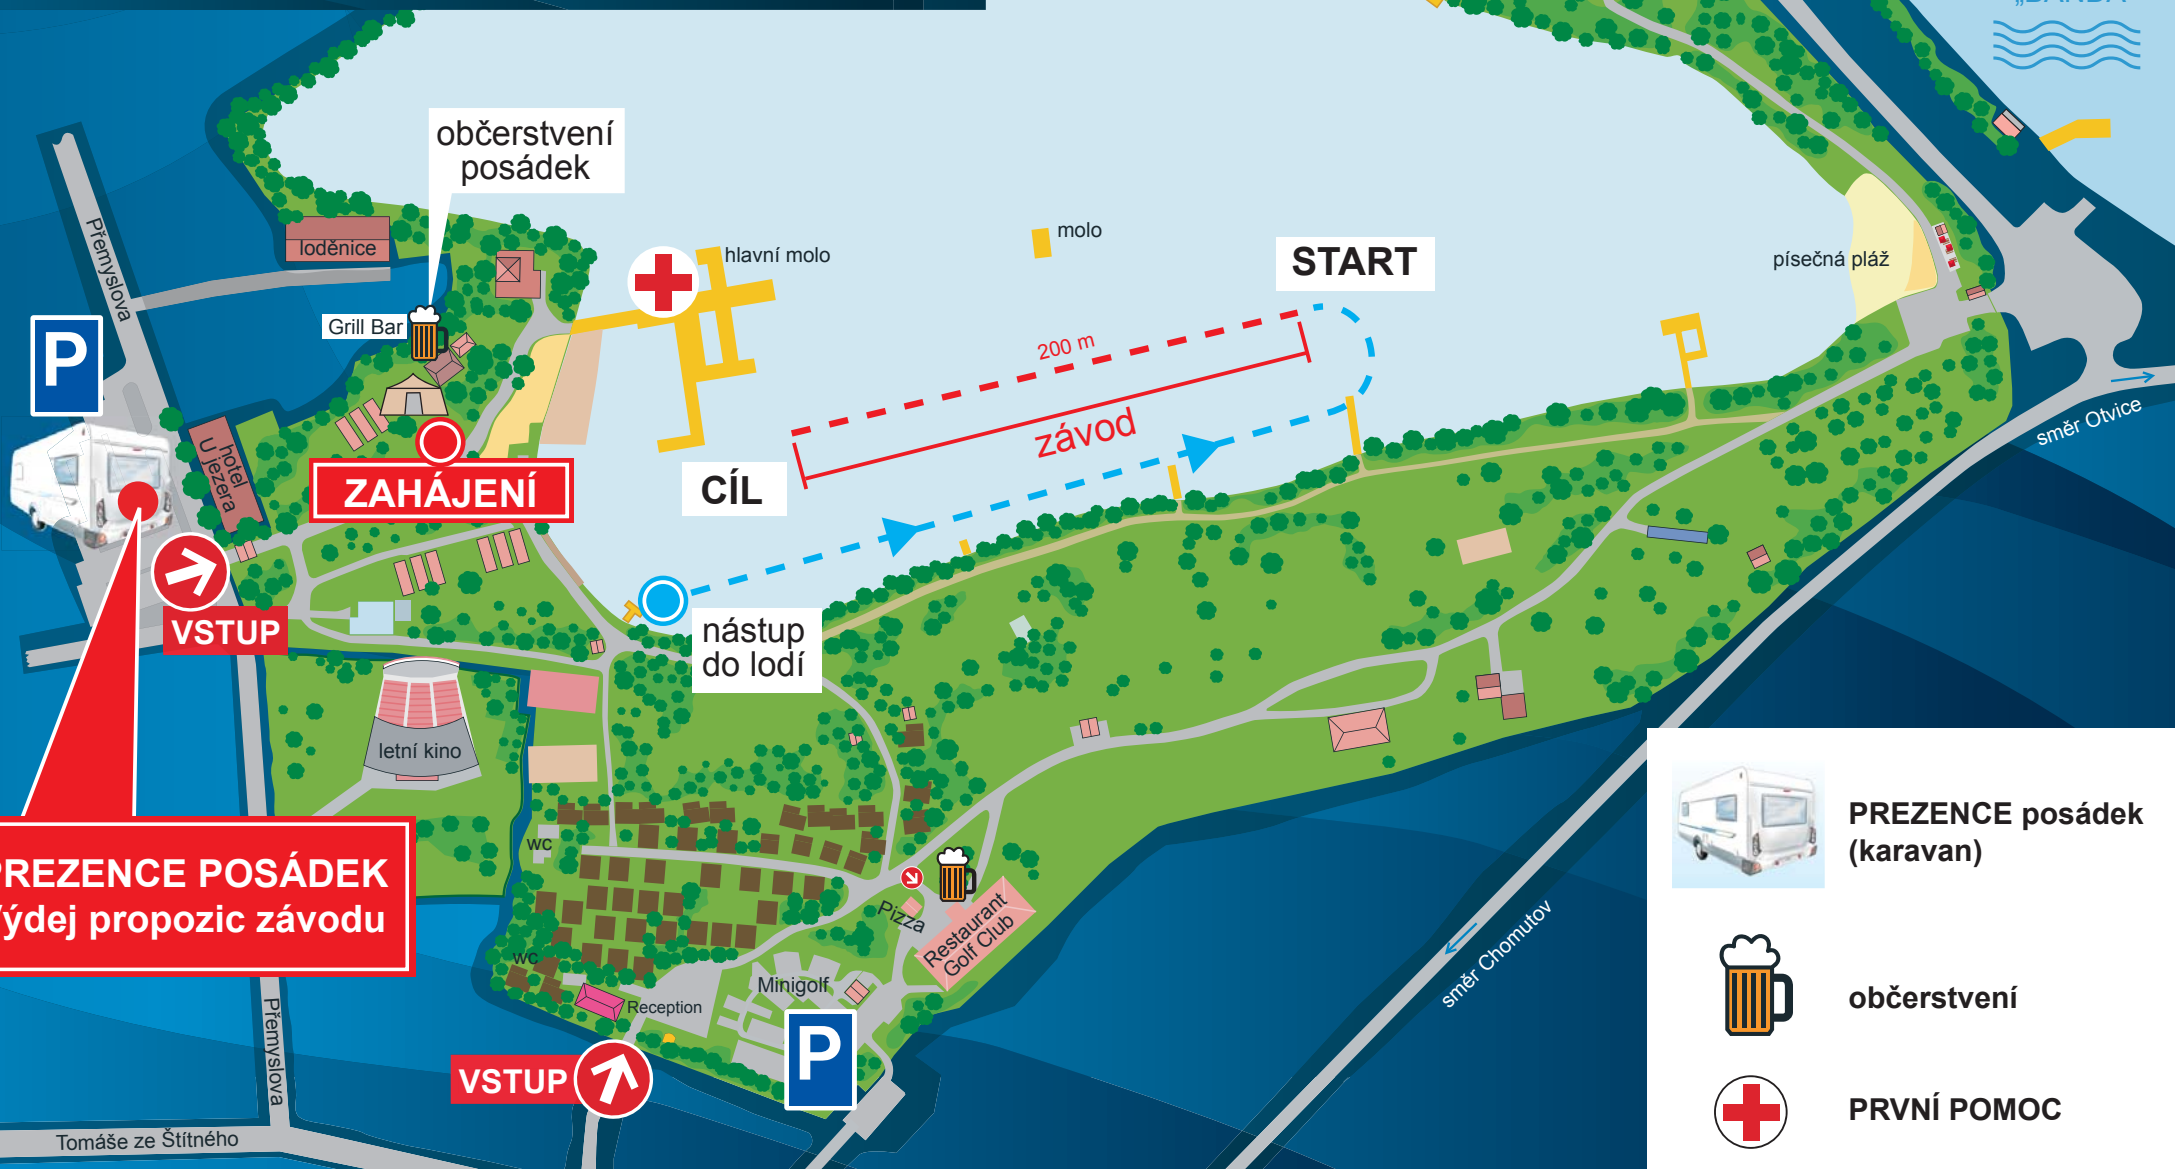 občerstvení
posádek
Přemyslova
loděnice
hlavní molo
molo
START
písečná pláž
Grill Bar
200 m
závod
směr Otvice
hotel
U jezera
ZAHÁJENÍ
CÍL
VSTUP
nástup
do lodí
letní kino
PREZENCE posádek
(karavan)
PREZENCE POSÁDEK
Výdej propozic závodu
wc
Pizza
Restaurant
Golf Club
směr Chomutov
wc
Minigolf
Reception
občerstvení
Přemyslova
P
P
VSTUP
PRVNÍ POMOC
Tomáše ze Štítného